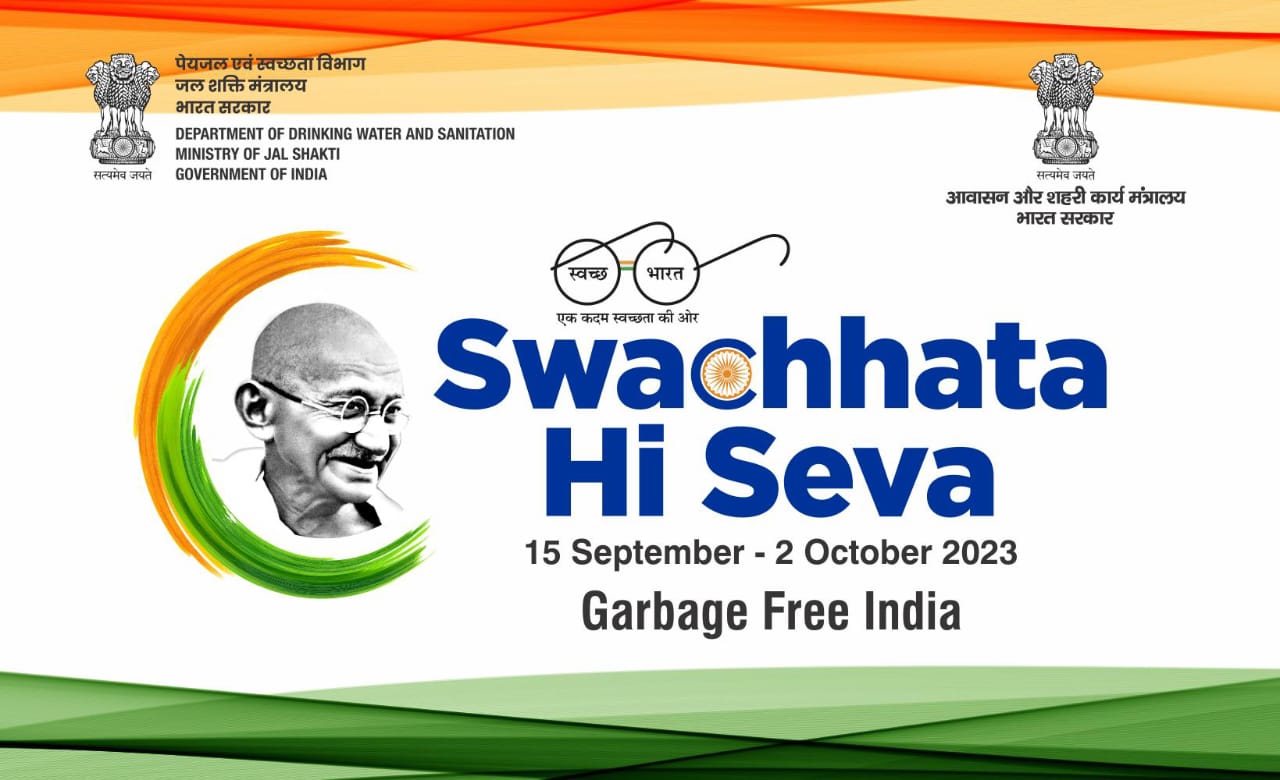 पेयजल एवं स्वच्छता विभाग
जल शक्ति मंत्रालय
भारत सरकार
DEPARTMENT OF DRINKING WATER AND SANITATION
MINISTRY OF JAL SHAKTI
GOVERNMENT OF INDIA
सत्यमेव जयते
सत्यमेव जयते
आवासन और शहरी कार्य मंत्रालय
भारत सरकार
स्वच्छ भारत
एक कदम स्वच्छता की ओर
Swachhata
Hi Seva
15 September - 2 October 2023
Garbage Free India